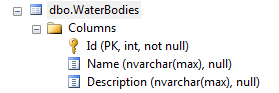 dbo.WaterBodies
Columns
Id (PK, int, not null)
Name (nvarchar(max), null)
Description (nvarchar(max), null)